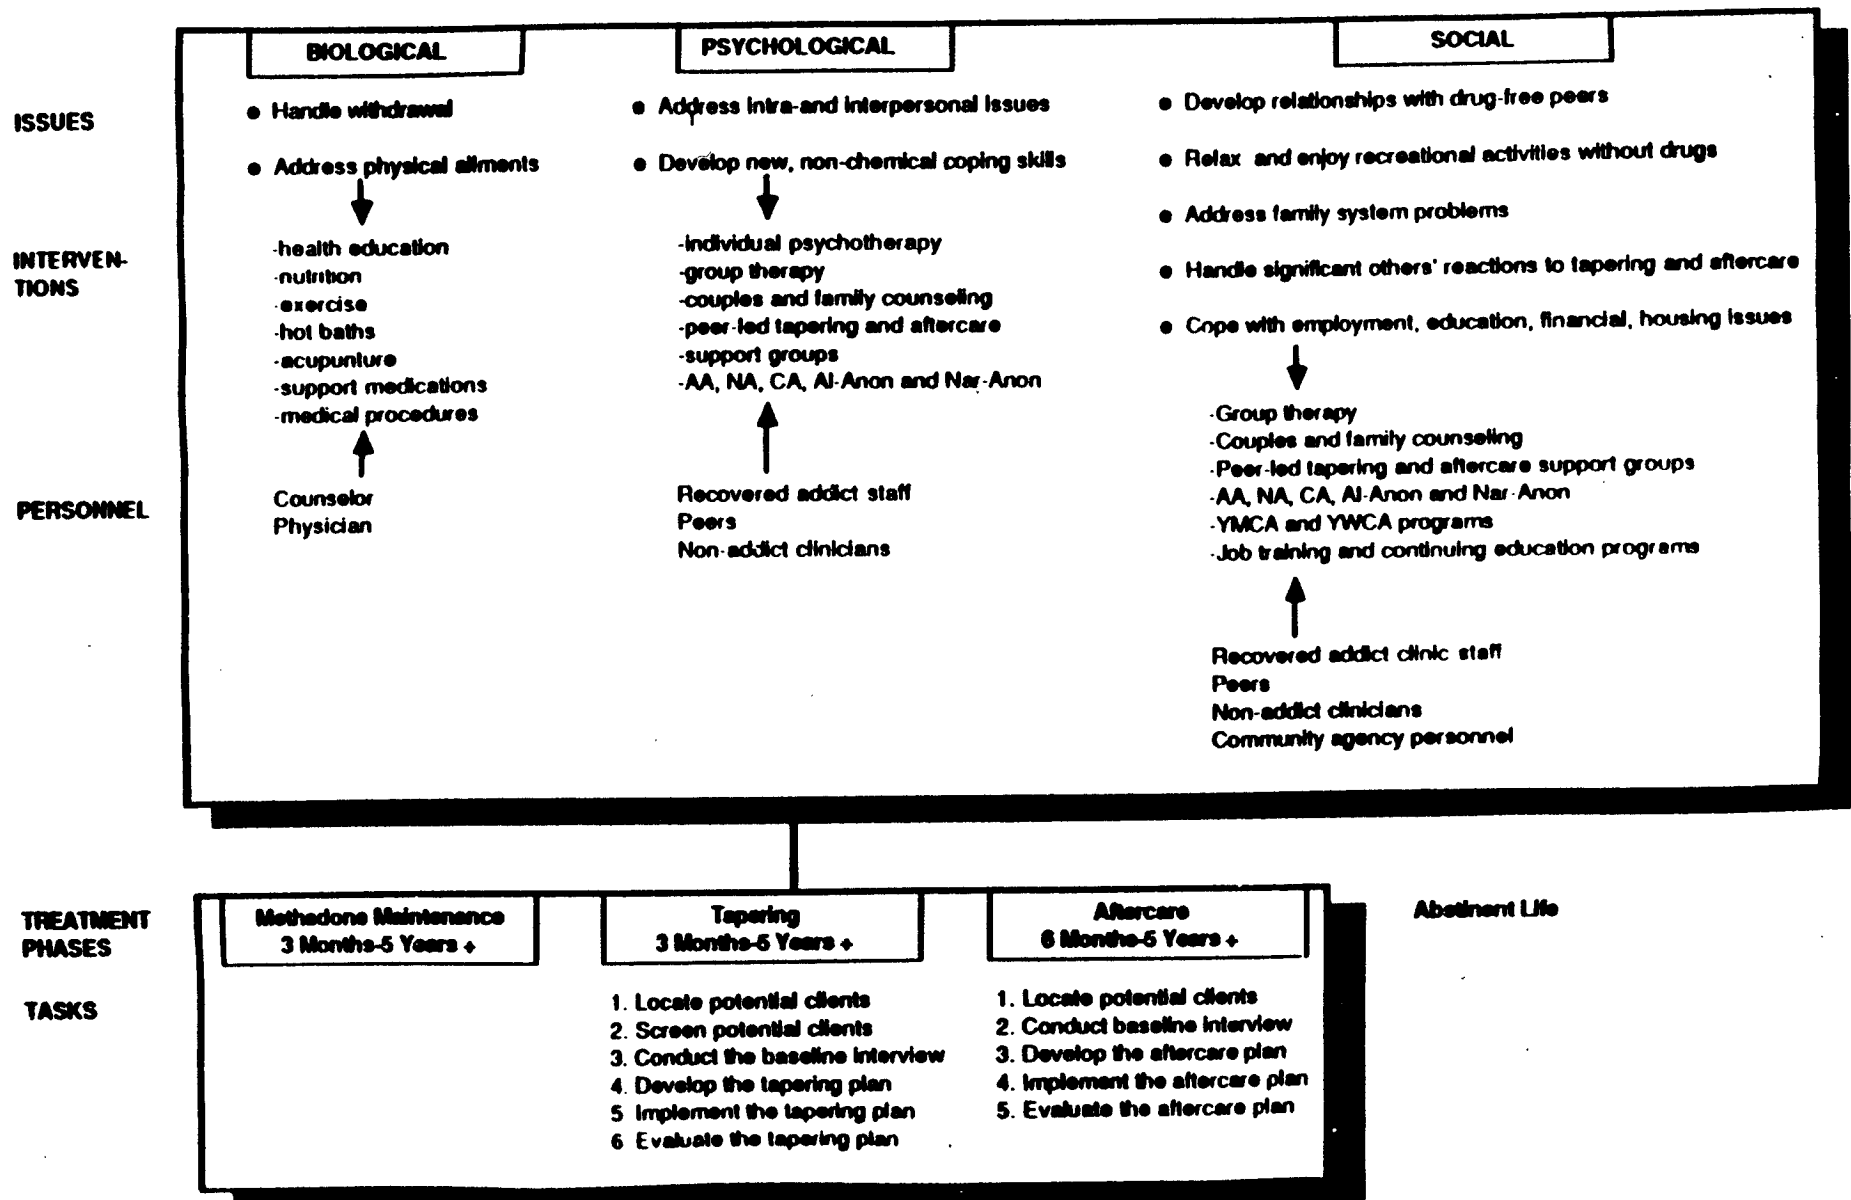 BIOLOGICAL
PSYCHOLOGICAL
SOCIAL
ISSUES
● Handle withdrawal
● Address physical ailments
● Address intra-and interpersonal issues
● Develop new, non-chemical coping skills
● Develop relationships with drug-free peers
● Relax and enjoy recreational activities without drugs
● Address family system problems
● Handle significant others' reactions to tapering and aftercare
● Cope with employment, education, financial, housing issues
INTERVEN-
TIONS
-health education
-nutrition
-exercise
-hot baths
-acupunture
-support medications
-medical procedures
-individual psychotherapy
-group therapy
-couples and family counseling
-peer-led tapering and aftercare
-support groups
-AA, NA, CA, Al-Anon and Nar-Anon
-Group therapy
-Couples and family counseling
-Peer-led tapering and aftercare support groups
-AA, NA, CA, Al-Anon and Nar-Anon
-YMCA and YWCA programs
-Job training and continuing education programs
PERSONNEL
Counselor
Physician
Recovered addict staff
Peers
Non-addict clinicians
Recovered addict clinic staff
Peers
Non-addict clinicians
Community agency personnel
TREATMENT
PHASES
Methadone Maintenance
3 Months-5 Years +
Tapering
3 Months-5 Years +
Aftercare
6 Months-5 Years +
Abstinent Life
TASKS
1. Locate potential clients
2. Screen potential clients
3. Conduct the baseline interview
4. Develop the tapering plan
5 Implement the tapering plan
6 Evaluate the tapering plan
1. Locate potential clients
2. Conduct baseline interview
3. Develop the aftercare plan
4. Implement the aftercare plan
5. Evaluate the aftercare plan